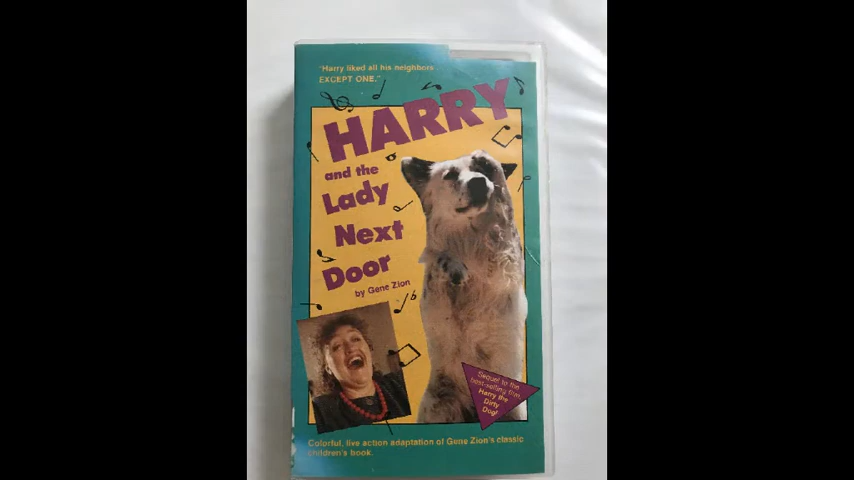 "Harry liked all his neighbors
EXCEPT ONE."
HARRY
and the
Lady
Next
Door
by Gene Zion
Sequel to the
best-selling film
Harry the
Dirty
Dog!
Colorful, live action adaptation of Gene Zion's classic
children's book.